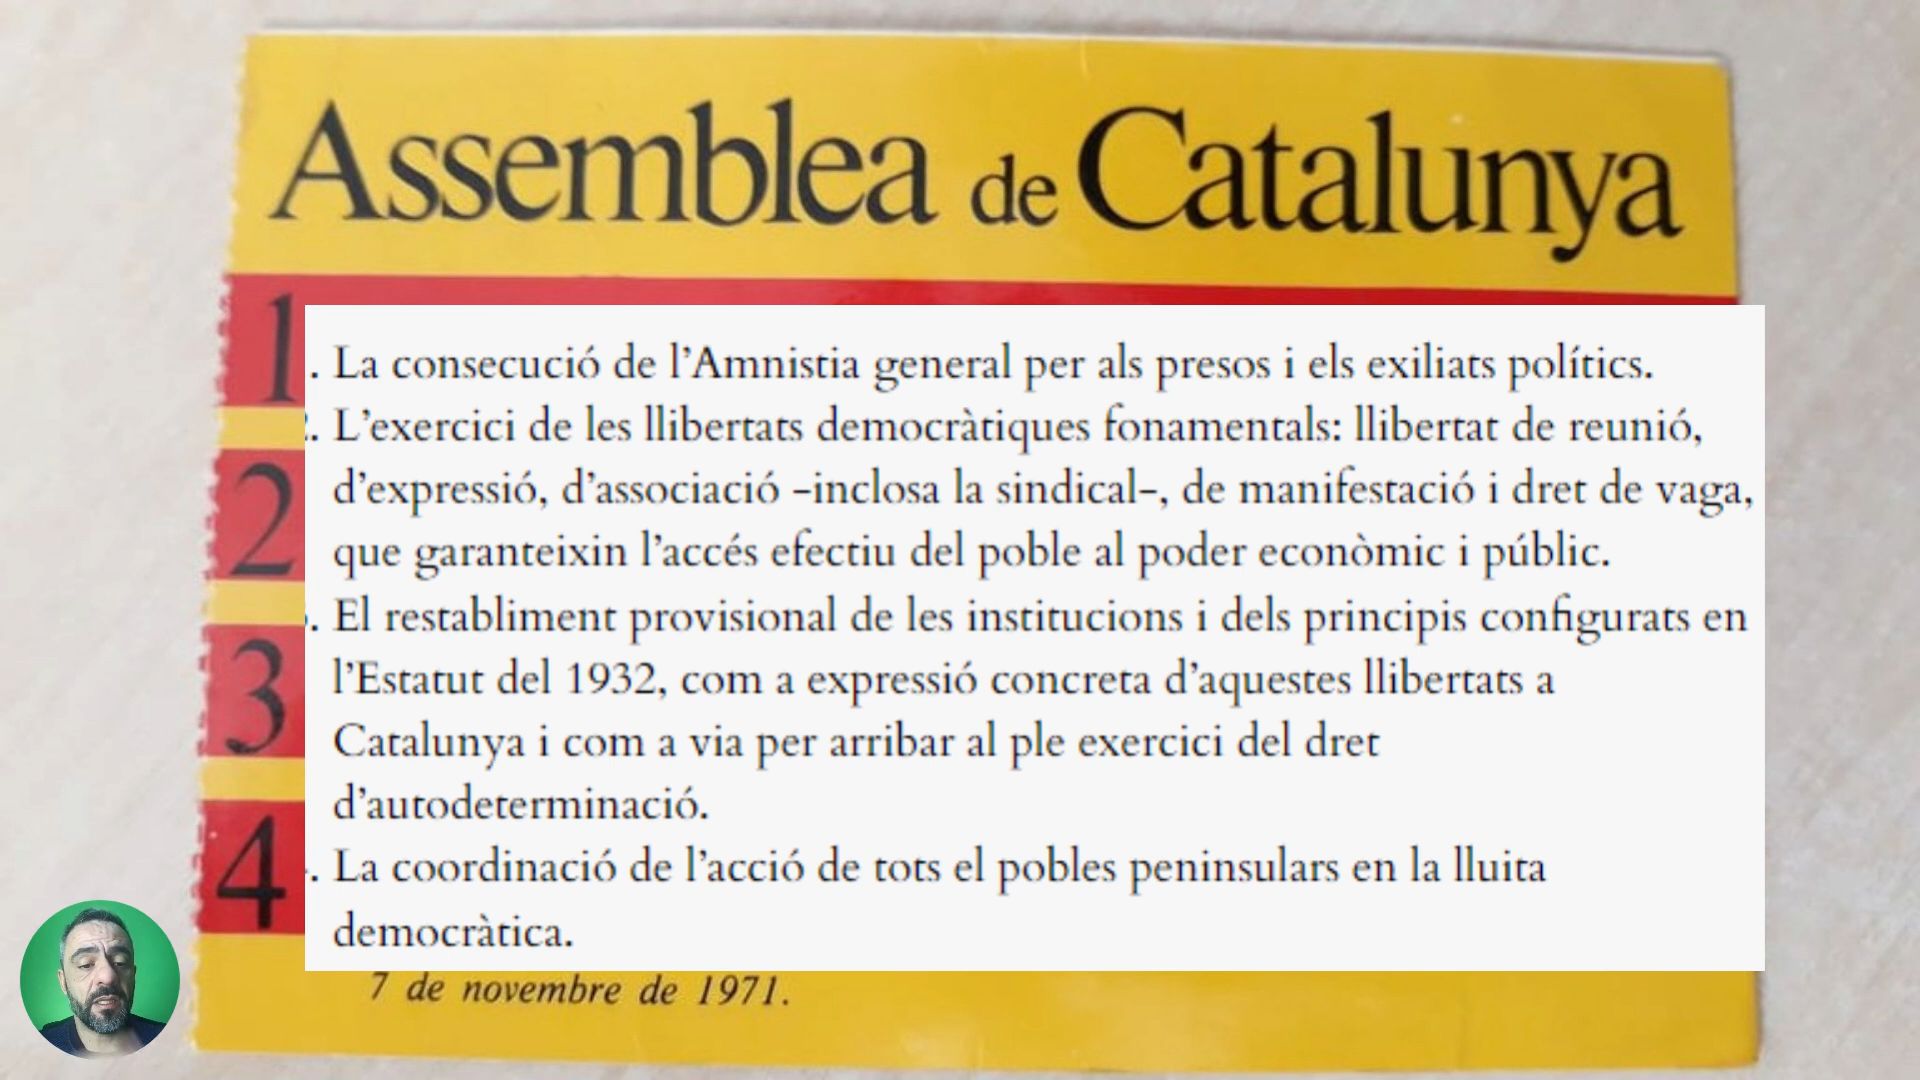 Assemblea de Catalunya
1
. La consecució de l’Amnistia general per als presos i els exiliats polítics.
2
. L’exercici de les llibertats democràtiques fonamentals: llibertat de reunió,
d’expressió, d’associació –inclosa la sindical–, de manifestació i dret de vaga,
que garanteixin l’accés efectiu del poble al poder econòmic i públic.
3
. El restabliment provisional de les institucions i dels principis configurats en
l’Estatut del 1932, com a expressió concreta d’aquestes llibertats a
Catalunya i com a via per arribar al ple exercici del dret
d’autodeterminació.
4
. La coordinació de l’acció de tots el pobles peninsulars en la lluita
democràtica.
7 de novembre de 1971.